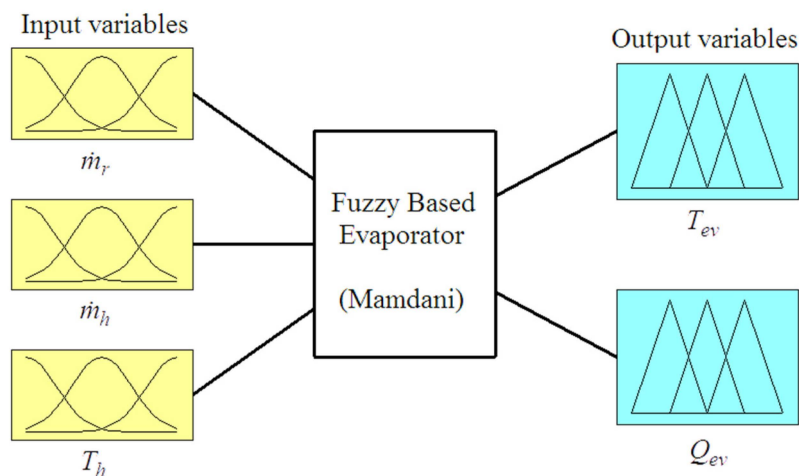 Input variables
ṁr
ṁh
Th
Fuzzy Based
Evaporator
(Mamdani)
Output variables
Tev
Qev